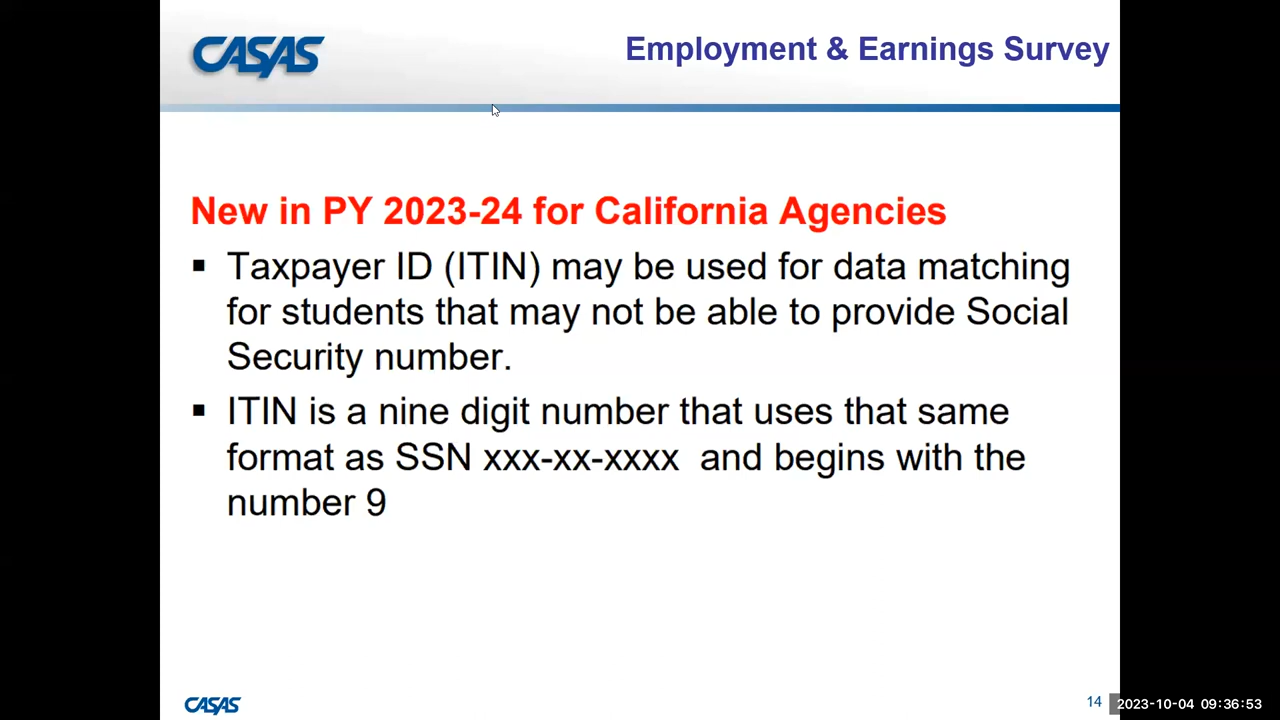 CASAS
Employment & Earnings Survey
New in PY 2023-24 for California Agencies
▪ Taxpayer ID (ITIN) may be used for data matching
for students that may not be able to provide Social
Security number.
▪ ITIN is a nine digit number that uses that same
format as SSN xxx-xx-xxxx and begins with the
number 9
CASAS
14
2023-10-04 09:36:53